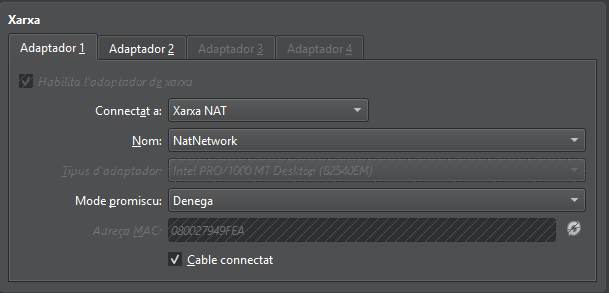 Xarxa
Adaptador 1 Adaptador 2 Adaptador 3 Adaptador 4
Habilita l'adaptador de xarxa
Connectat a: Xarxa NAT
Nom: NatNetwork
Tipus d'adaptador: Intel PRO/1000 MT Desktop (82540EM)
Mode promiscu: Denega
Adreça MAC: 080027949FEA
Cable connectat